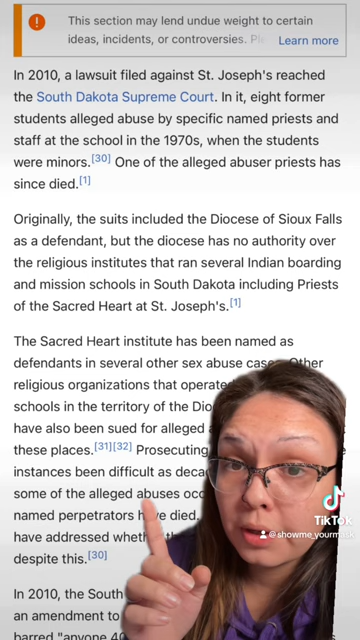 This section may lend undue weight to certain
ideas, incidents, or controversies.
Learn more
In 2010, a lawsuit filed against St. Joseph's reached
the South Dakota Supreme Court. In it, eight former
students alleged abuse by specific named priests and
staff at the school in the 1970s, when the students
were minors.[30] One of the alleged abuser priests has
since died.[1]
Originally, the suits included the Diocese of Sioux Falls
as a defendant, but the diocese has no authority over
the religious institutes that ran several Indian boarding
and mission schools in South Dakota including Priests
of the Sacred Heart at St. Joseph's.[1]
The Sacred Heart institute has been named as
defendants in several other sex abuse Other
religious organizations that operated
schools in the territory of the
have also been sued for alleged
these places.[31][32] Prosecuting
instances been difficult as
some of the alleged abuses
named perpetrators have died.
have addressed
despite this.[30]
In 2010, the South
an amendment to
barred "anyone 40
TikTok